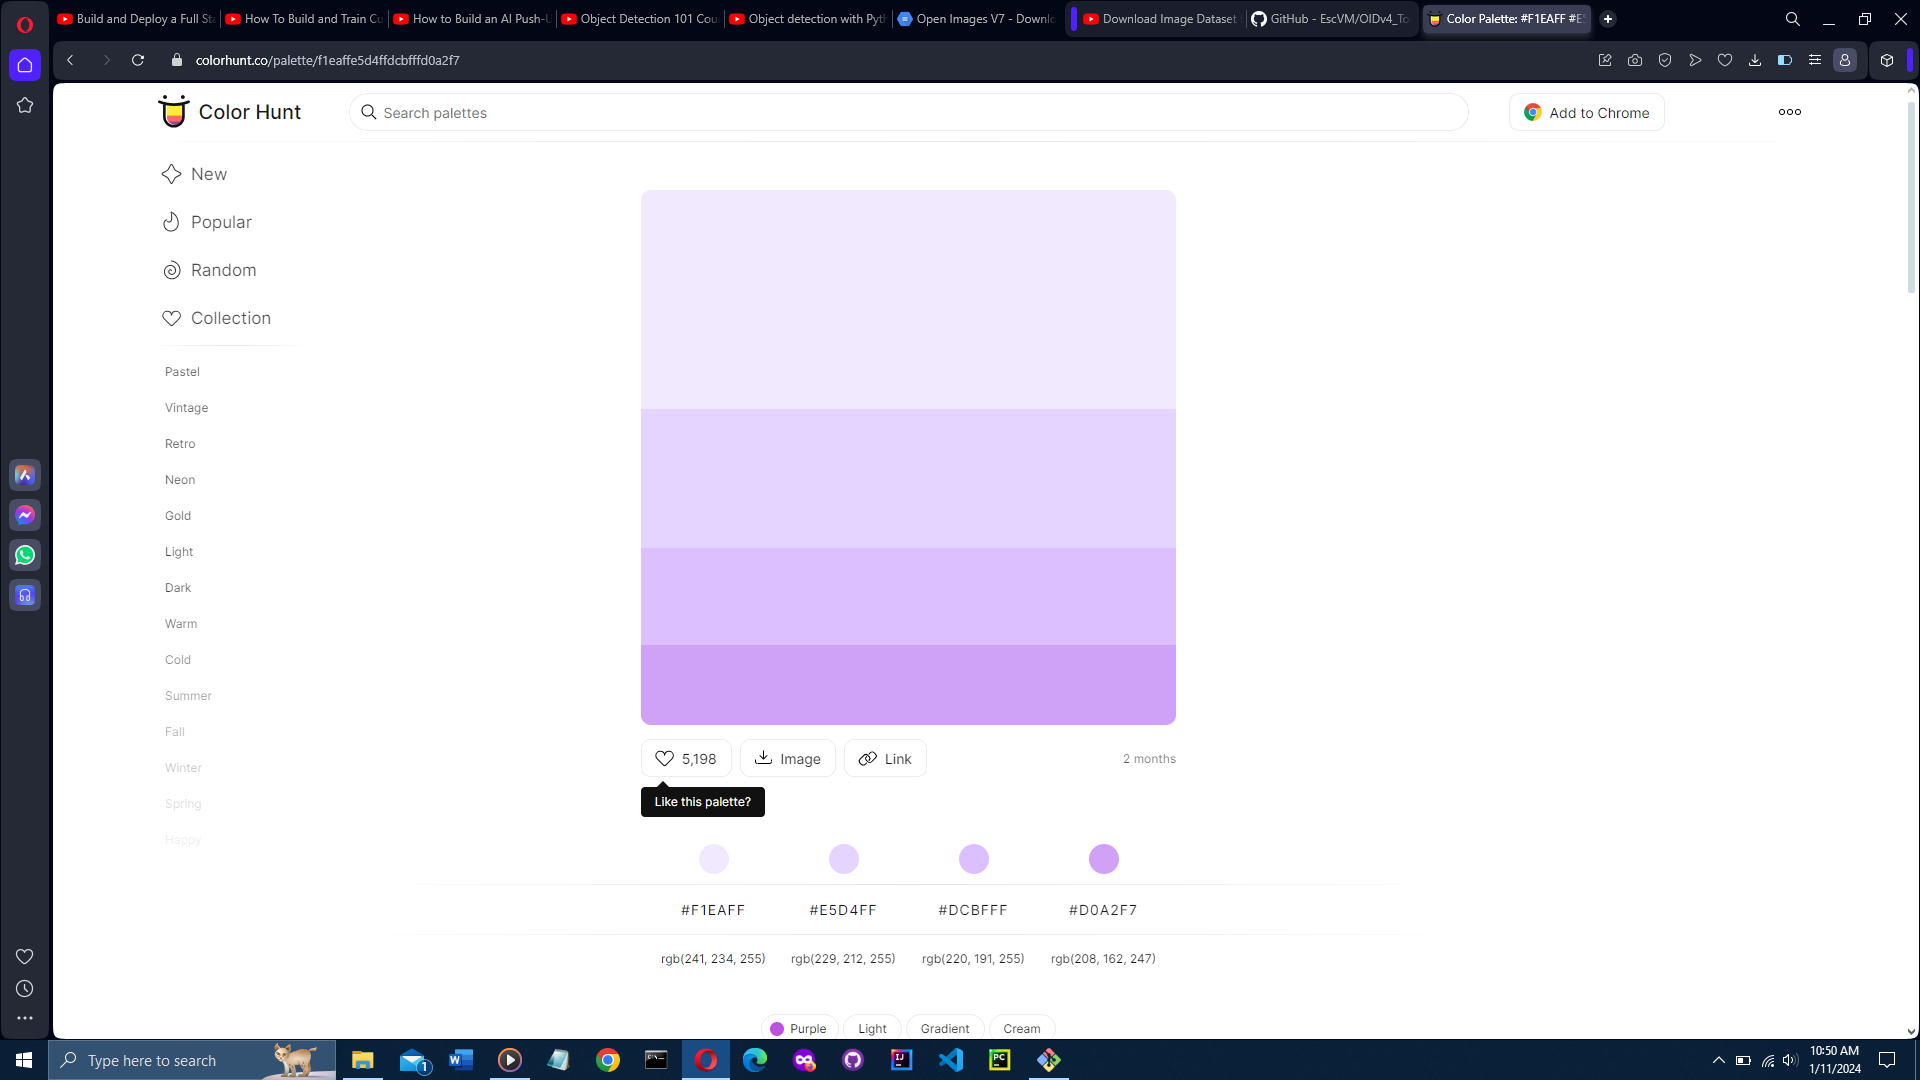 Build and Deploy a Full Sta
How To Build and Train Cu
How to Build an AI Push-U
Object Detection 101 Cou
Object detection with Pyth
Open Images V7 - Downlo
Download Image Dataset
GitHub - EscVM/OIDv4_To
Color Palette: #F1EAFF #E5
colorhunt.co/palette/f1eaffe5d4ffdcbfffd0a2f7
Color Hunt
Search palettes
Add to Chrome
New
Popular
Random
Collection
Pastel
Vintage
Retro
Neon
Gold
Light
Dark
Warm
Cold
Summer
Fall
Winter
Spring
Happy
5,198
Image
Link
2 months
Like this palette?
#F1EAFF #E5D4FF #DCBFFF #D0A2F7
rgb(241, 234, 255) rgb(229, 212, 255) rgb(220, 191, 255) rgb(208, 162, 247)
Purple Light Gradient Cream
Type here to search
1
10:50 AM
1/11/2024